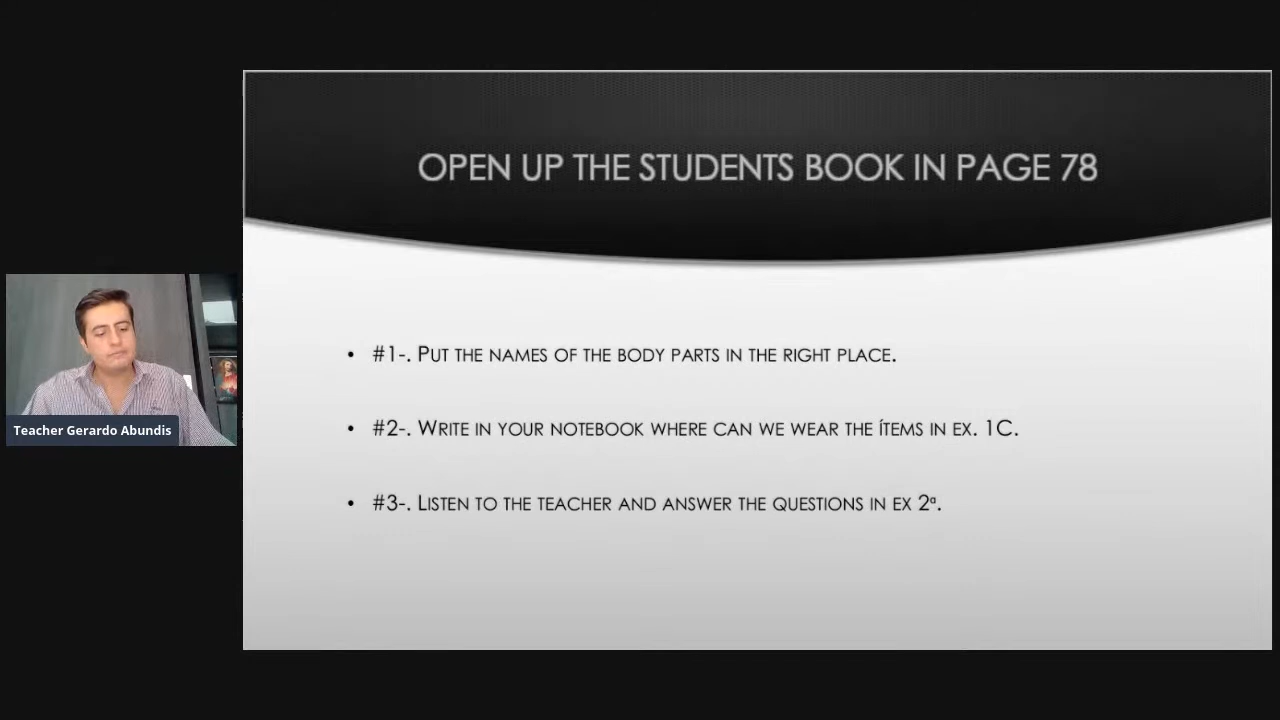 OPEN UP THE STUDENTS BOOK IN PAGE 78
• #1-. PUT THE NAMES OF THE BODY PARTS IN THE RIGHT PLACE.
• #2-. WRITE IN YOUR NOTEBOOK WHERE CAN WE WEAR THE ÍTEMS IN EX. 1C.
• #3-. LISTEN TO THE TEACHER AND ANSWER THE QUESTIONS IN EX 2ª.
Teacher Gerardo Abundis